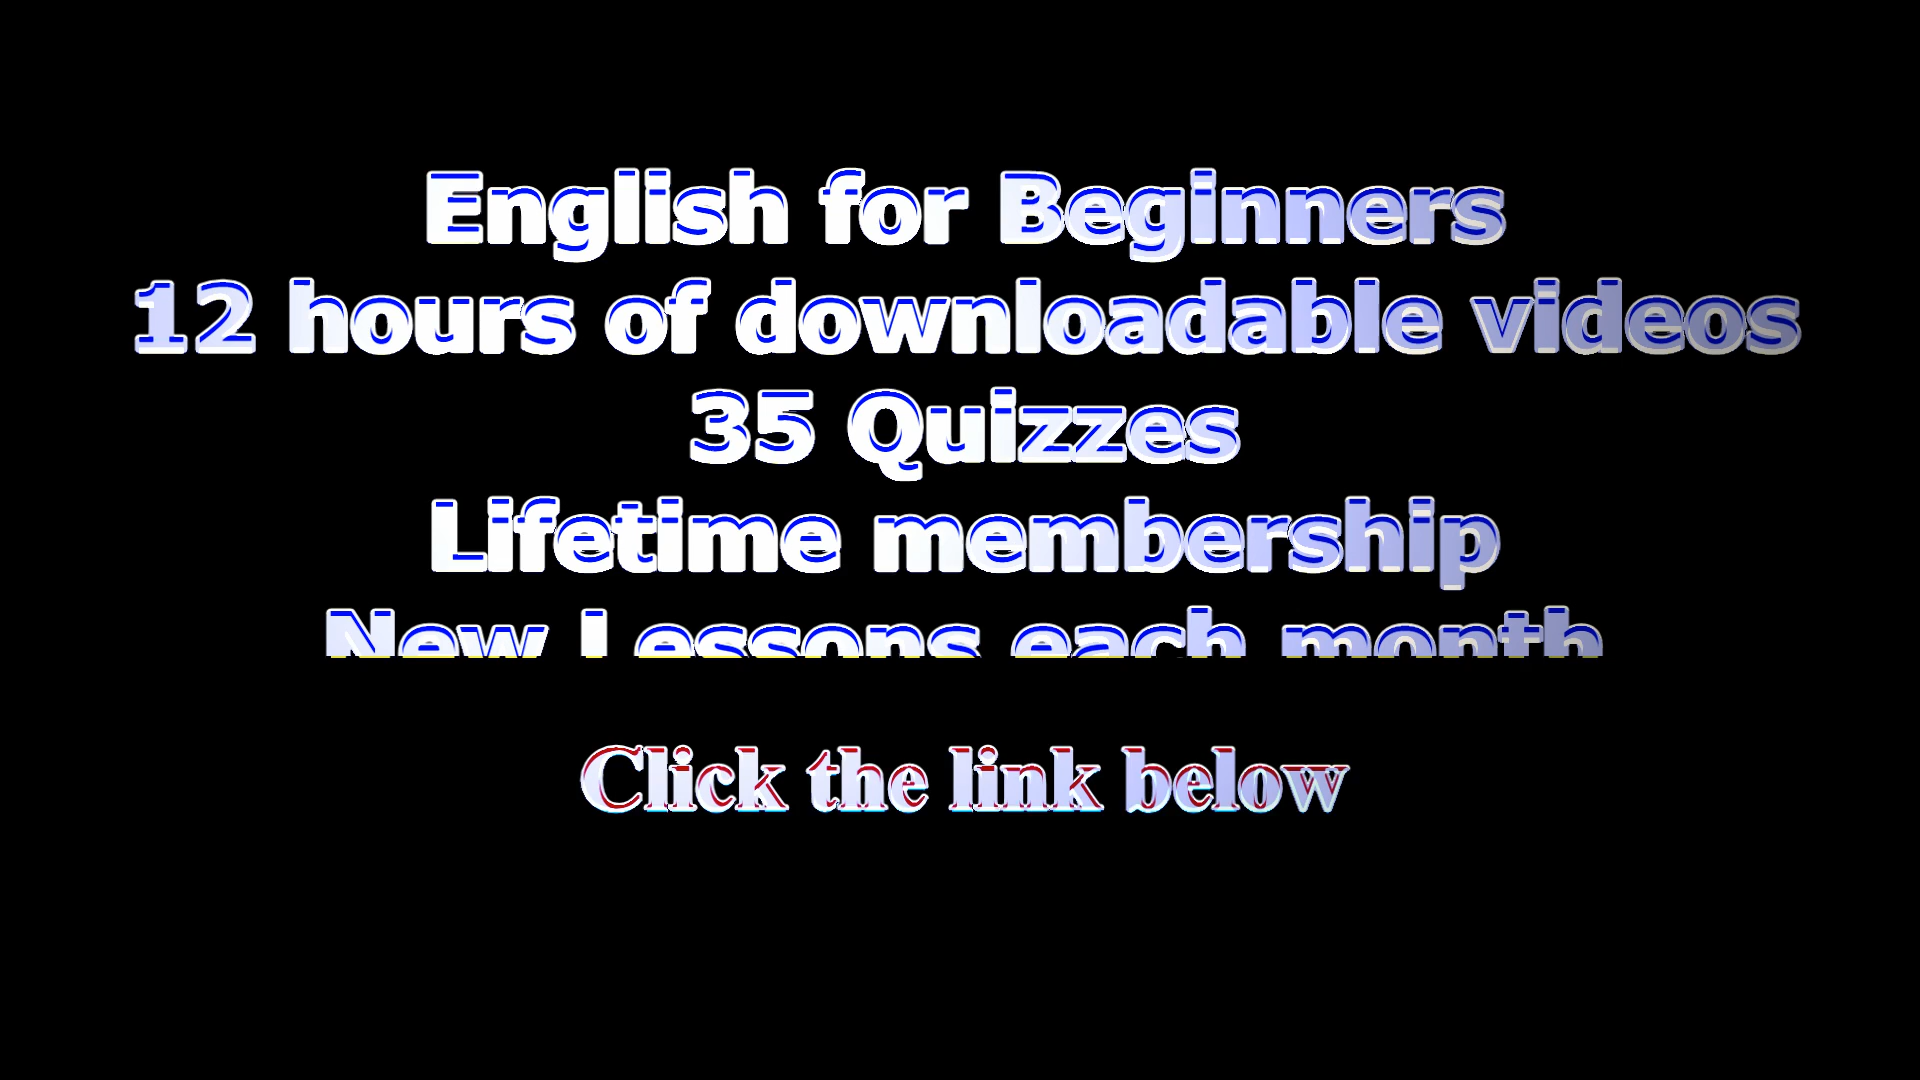 English for Beginners
12 hours of downloadable videos
35 Quizzes
Lifetime membership
New Lessons each month
Click the link below